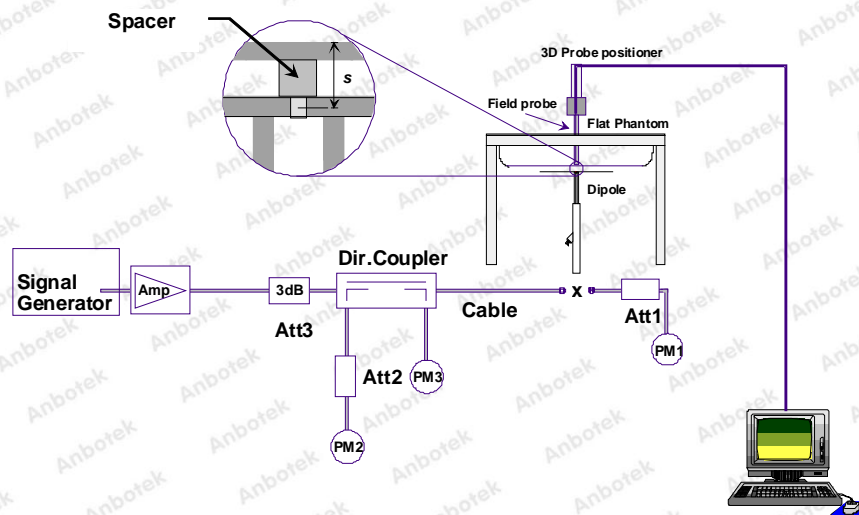 Spacer
s
3D Probe positioner
Field probe
Flat Phantom
Dipole
Signal
Generator
Amp
3dB
Att3
Dir.Coupler
Cable
x
Att1
PM1
Att2
PM3
PM2
Anbotek